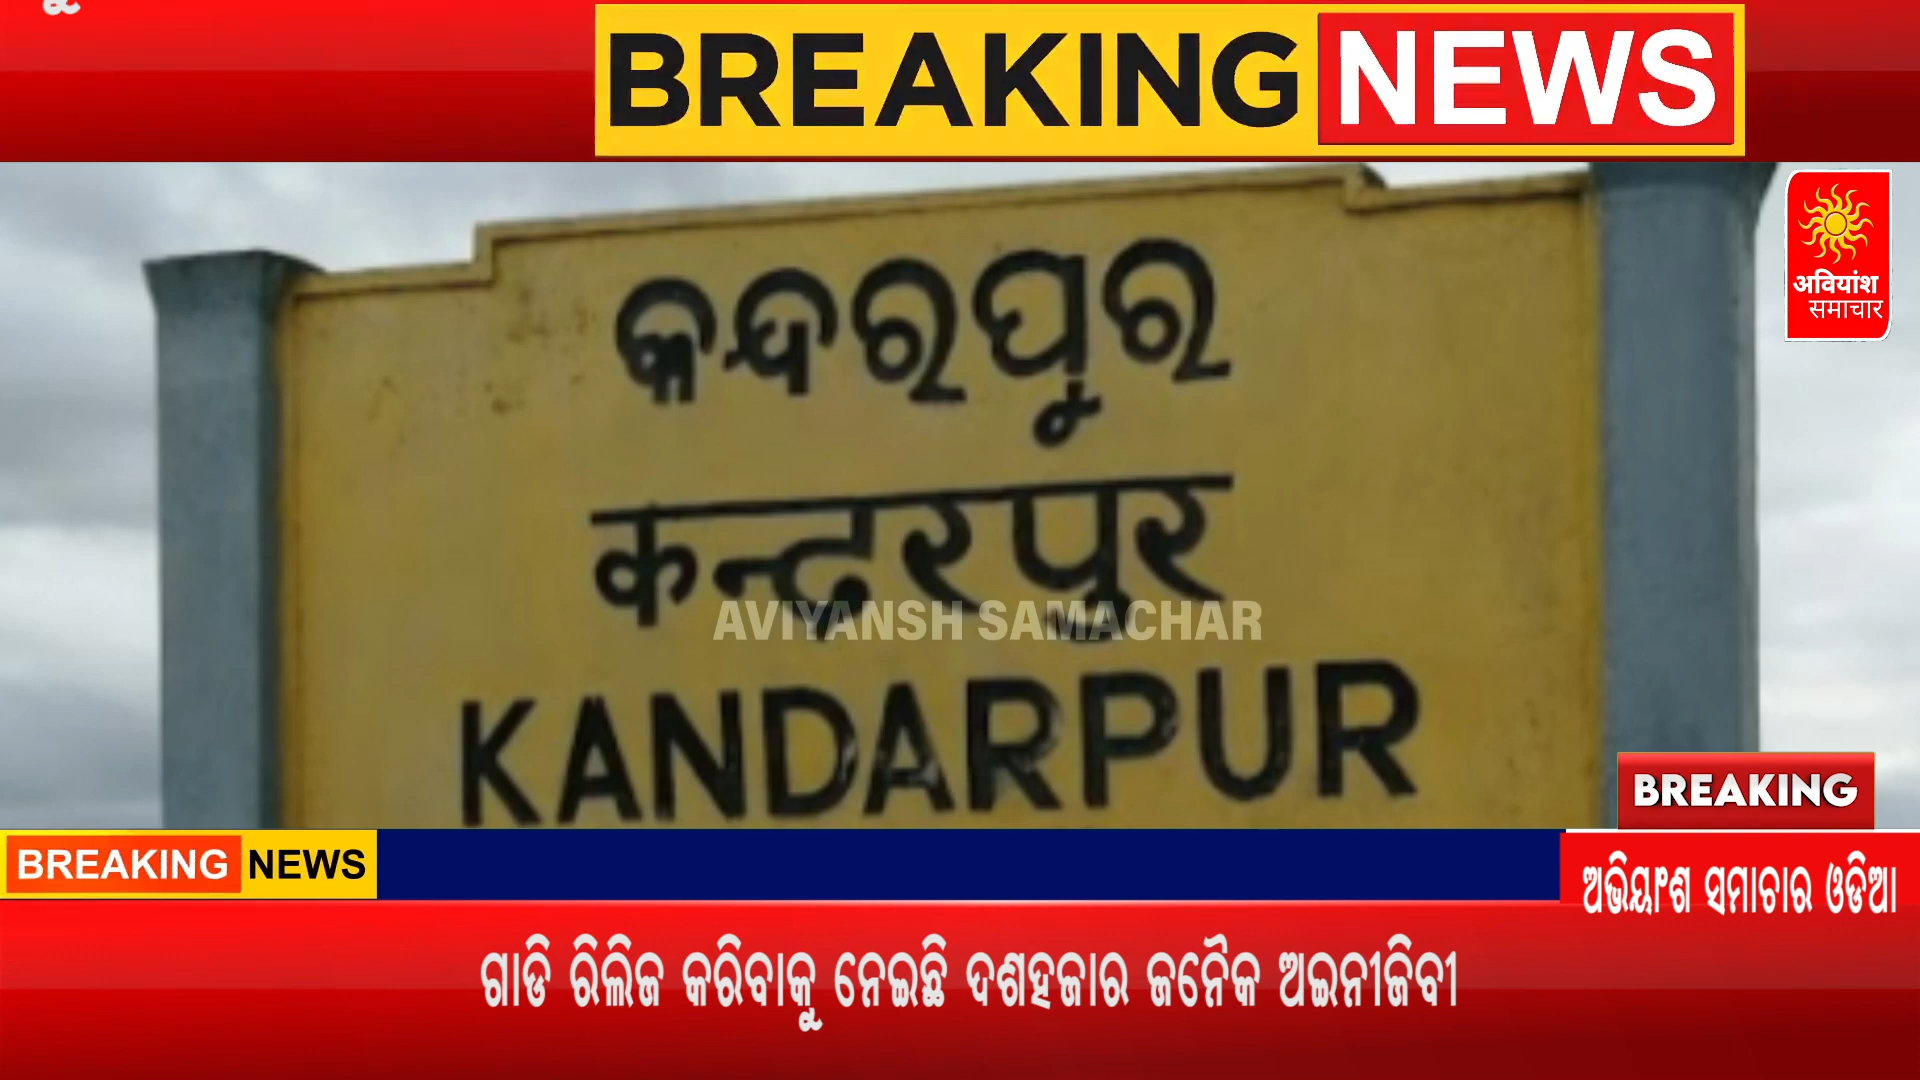 BREAKING NEWS
अवियांश
समाचार
କନ୍ଦରପୁର
कन्दरपुर
AVIYANSH SAMACHAR
KANDARPUR
BREAKING
BREAKING NEWS
ଅଭିୟାଂଶ ସମାଚାର ଓଡିଆ
ଗାଡି ରିଲିଜ କରିବାକୁ ନେଇଛି ଦଶହଜାର ଜନୈକ ଅଇନୀଜିବୀ